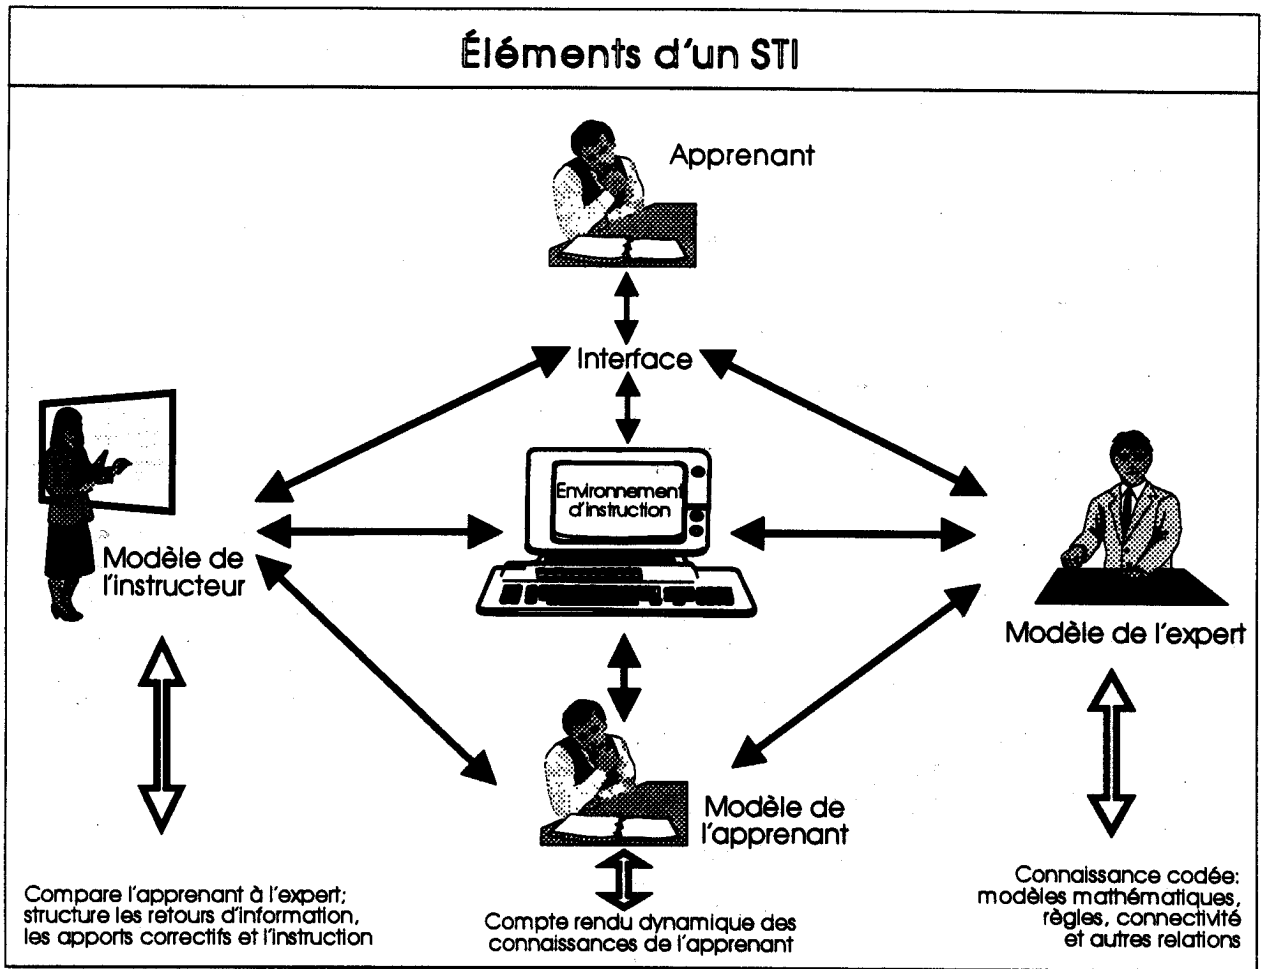 Éléments d'un STI
Apprenant
Interface
Environnement
d'instruction
Modèle de
l'instructeur
Modèle de l'expert
Modèle de
l'apprenant
Compare l'apprenant à l'expert;
structure les retours d'information,
les apports correctifs et l'instruction
Compte rendu dynamique des
connaissances de l'apprenant
Connaissance codée:
modèles mathématiques,
règles, connectivité
et autres relations